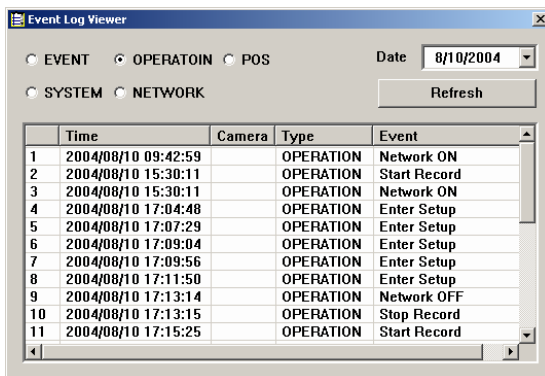 Event Log Viewer
EVENT OPERATOIN POS Date 8/10/2004
SYSTEM NETWORK Refresh
Time Camera Type Event
1 2004/08/10 09:42:59 OPERATION Network ON
2 2004/08/10 15:30:11 OPERATION Start Record
3 2004/08/10 15:30:11 OPERATION Network ON
4 2004/08/10 17:04:48 OPERATION Enter Setup
5 2004/08/10 17:07:29 OPERATION Enter Setup
6 2004/08/10 17:09:04 OPERATION Enter Setup
7 2004/08/10 17:09:56 OPERATION Enter Setup
8 2004/08/10 17:11:50 OPERATION Enter Setup
9 2004/08/10 17:13:14 OPERATION Network OFF
10 2004/08/10 17:13:15 OPERATION Stop Record
11 2004/08/10 17:15:25 OPERATION Start Record